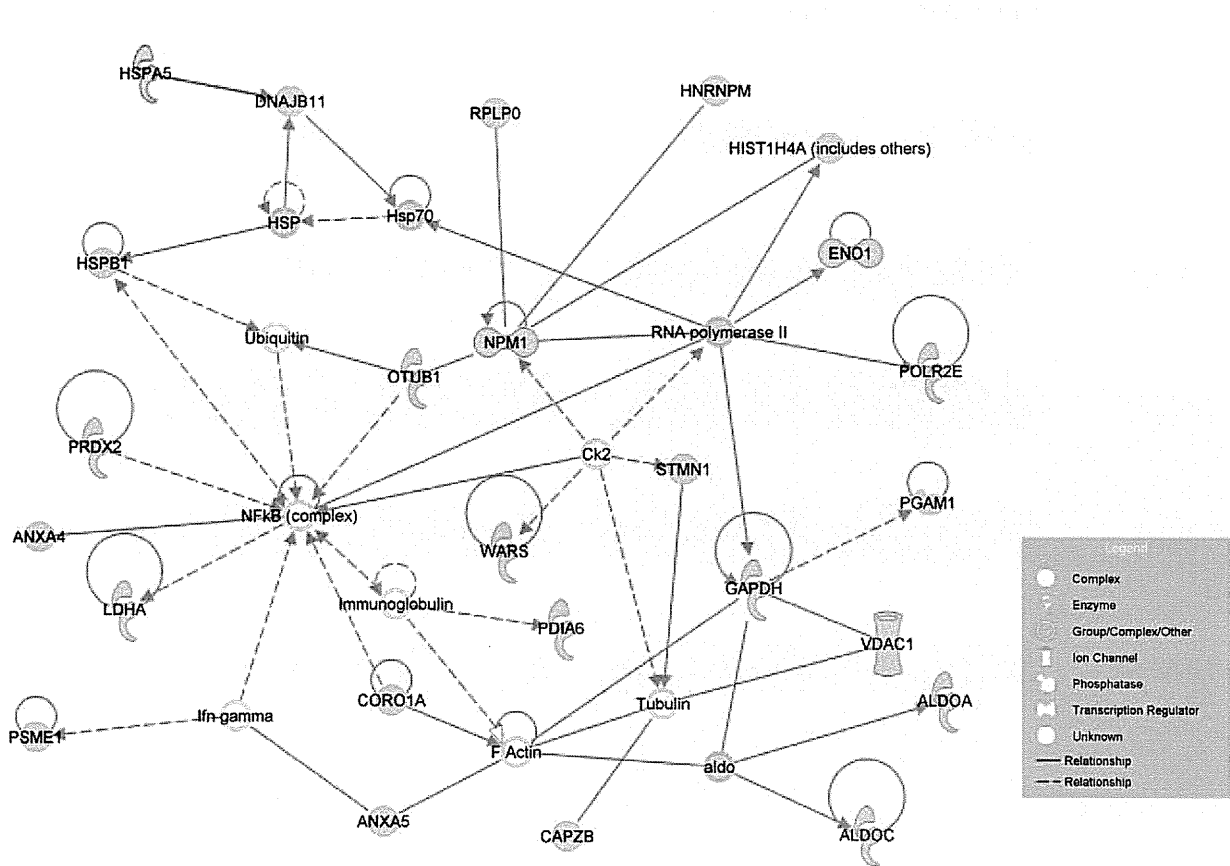 HSPA5
DNAJB11
RPLP0
HNRNPM
HIST1H4A (includes others)
HSP
Hsp70
HSPB1
ENO1
Ubiquitin
NPM1
RNA polymerase II
OTUB1
POLR2E
PRDX2
Ck2
STMN1
NFkB (complex)
PGAM1
ANXA4
WARS
LDHA
Immunoglobulin
GAPDH
PDIA6
VDAC1
CORO1A
Tubulin
ALDOA
Ifn gamma
PSME1
F Actin
aldo
ANXA5
CAPZB
ALDOC
Legend
Complex
Enzyme
Group/Complex/Other
Ion Channel
Phosphatase
Transcription Regulator
Unknown
Relationship
Relationship